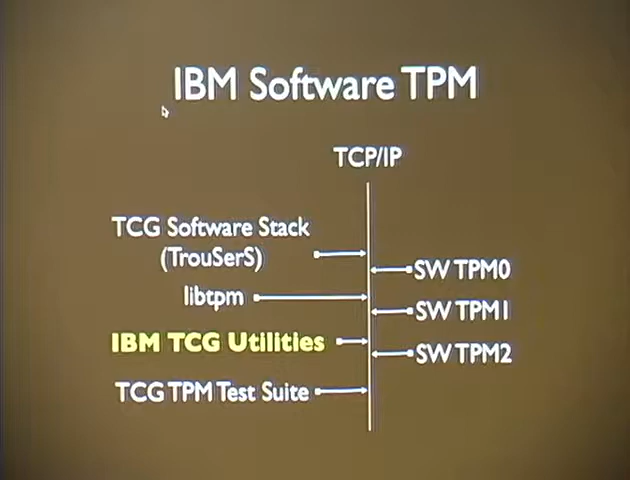 IBM Software TPM
TCP/IP
TCG Software Stack
(TrouSerS)
SW TPM0
libtpm
SW TPM1
IBM TCG Utilities
SW TPM2
TCG TPM Test Suite